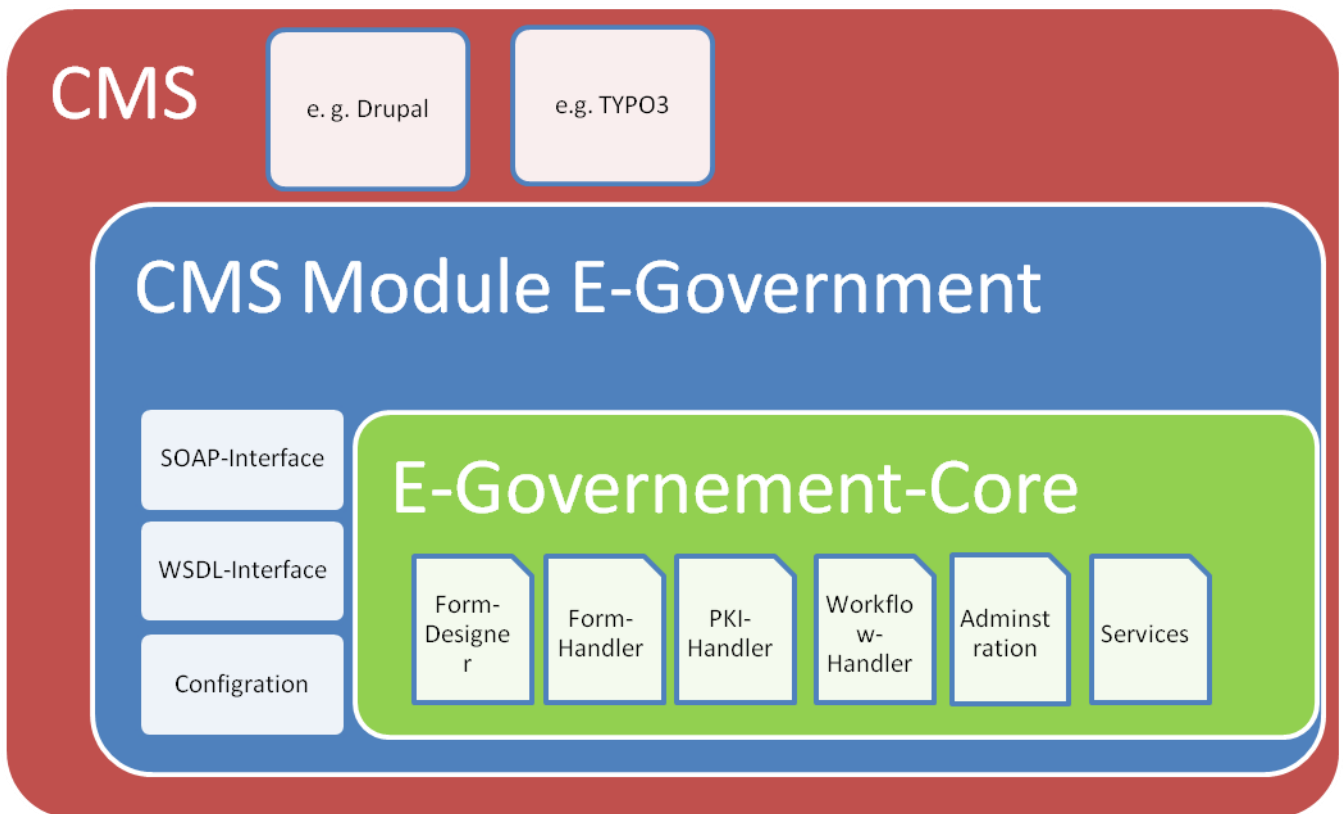 CMS
e. g. Drupal
e.g. TYPO3
CMS Module E-Government
SOAP-Interface
WSDL-Interface
Configration
E-Governement-Core
Form-
Designe
r
Form-
Handler
PKI-
Handler
Workflo
w-
Handler
Adminst
ration
Services